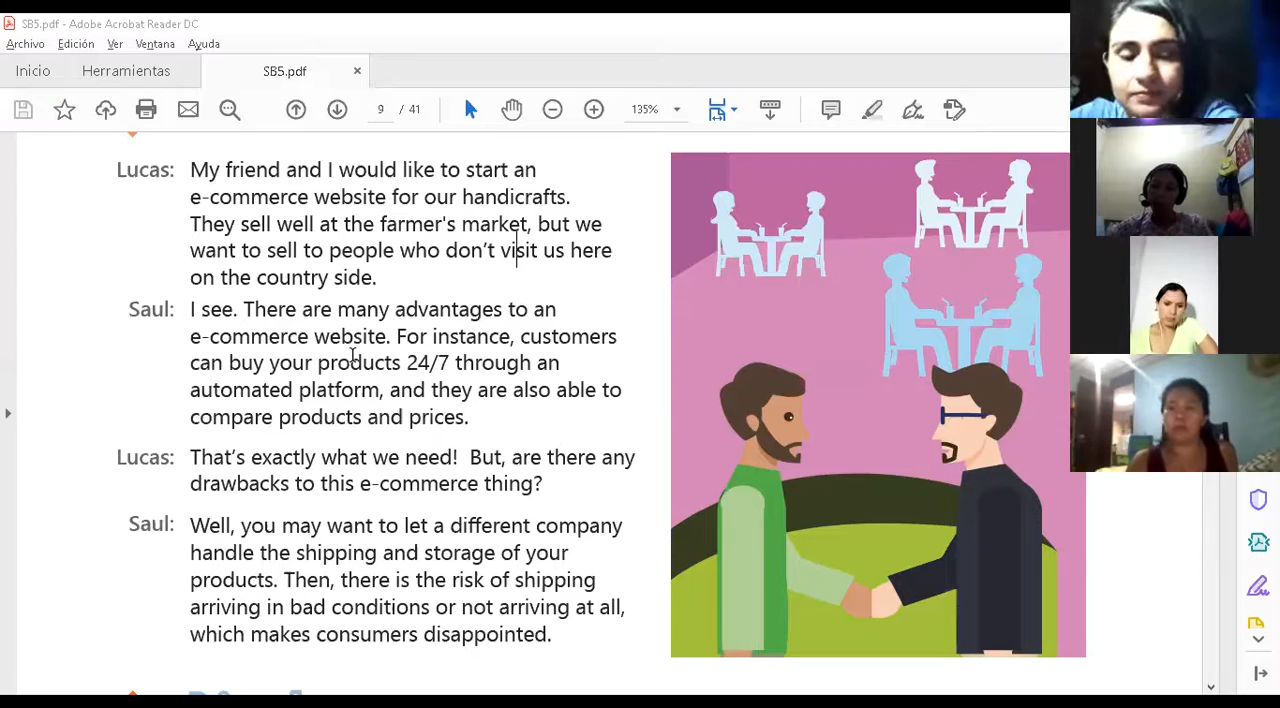 SB5.pdf - Adobe Acrobat Reader DC
Archivo Edición Ver Ventana Ayuda
Inicio Herramientas SB5.pdf ×
9 / 41 135%
Lucas: My friend and I would like to start an
e-commerce website for our handicrafts.
They sell well at the farmer's market, but we
want to sell to people who don't visit us here
on the country side.
Saul: I see. There are many advantages to an
e-commerce website. For instance, customers
can buy your products 24/7 through an
automated platform, and they are also able to
compare products and prices.
Lucas: That's exactly what we need! But, are there any
drawbacks to this e-commerce thing?
Saul: Well, you may want to let a different company
handle the shipping and storage of your
products. Then, there is the risk of shipping
arriving in bad conditions or not arriving at all,
which makes consumers disappointed.